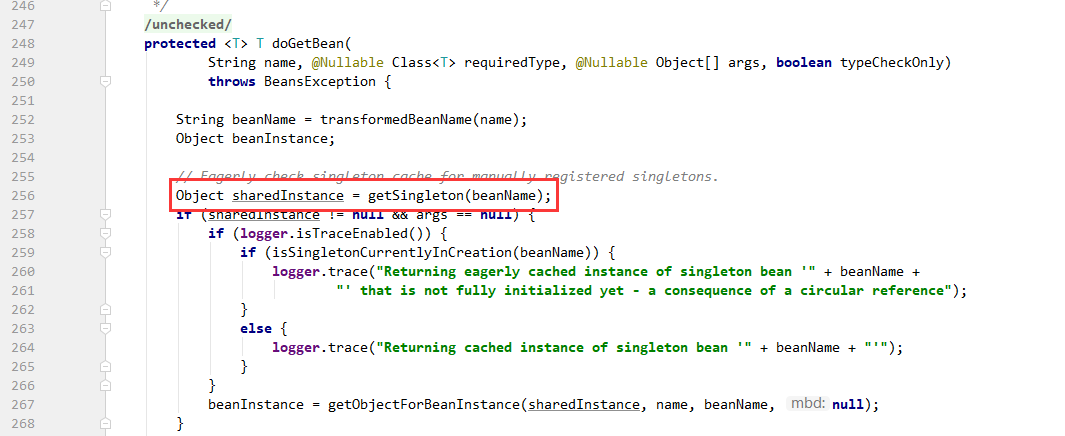 246 */
247 /unchecked/
248 protected <T> T doGetBean(
249 String name, @Nullable Class<T> requiredType, @Nullable Object[] args, boolean typeCheckOnly)
250 throws BeansException {
251
252 String beanName = transformedBeanName(name);
253 Object beanInstance;
254
255 // Eagerly check singleton cache for manually registered singletons.
256 Object sharedInstance = getSingleton(beanName);
257 if (sharedInstance != null && args == null) {
258 if (logger.isTraceEnabled()) {
259 if (isSingletonCurrentlyInCreation(beanName)) {
260 logger.trace("Returning eagerly cached instance of singleton bean '" + beanName +
261 "' that is not fully initialized yet - a consequence of a circular reference");
262 }
263 else {
264 logger.trace("Returning cached instance of singleton bean '" + beanName + "'");
265 }
266 }
267 beanInstance = getObjectForBeanInstance(sharedInstance, name, beanName, mbd: null);
268 }